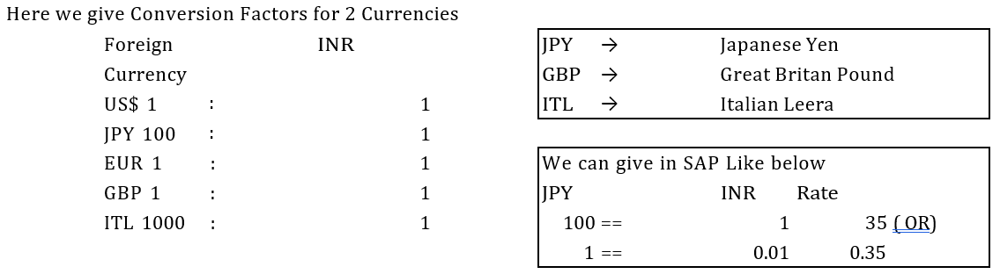 Here we give Conversion Factors for 2 Currencies
Foreign INR
Currency
US$ 1 : 1
JPY 100 : 1
EUR 1 : 1
GBP 1 : 1
ITL 1000 : 1
JPY → Japanese Yen
GBP → Great Britan Pound
ITL → Italian Leera
We can give in SAP Like below
JPY INR Rate
100 == 1 35 ( OR)
1 == 0.01 0.35